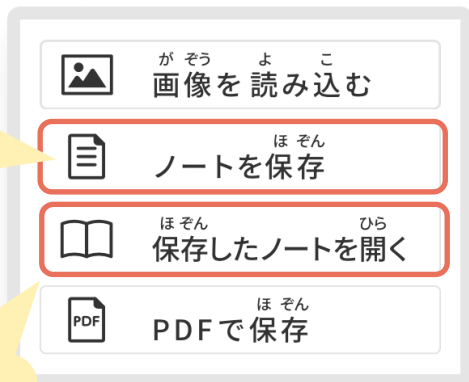 がぞう よ こ
画像を読み込む
ほぞん
ノートを保存
ほぞん ひら
保存したノートを開く
PDF
ほぞん
PDFで保存